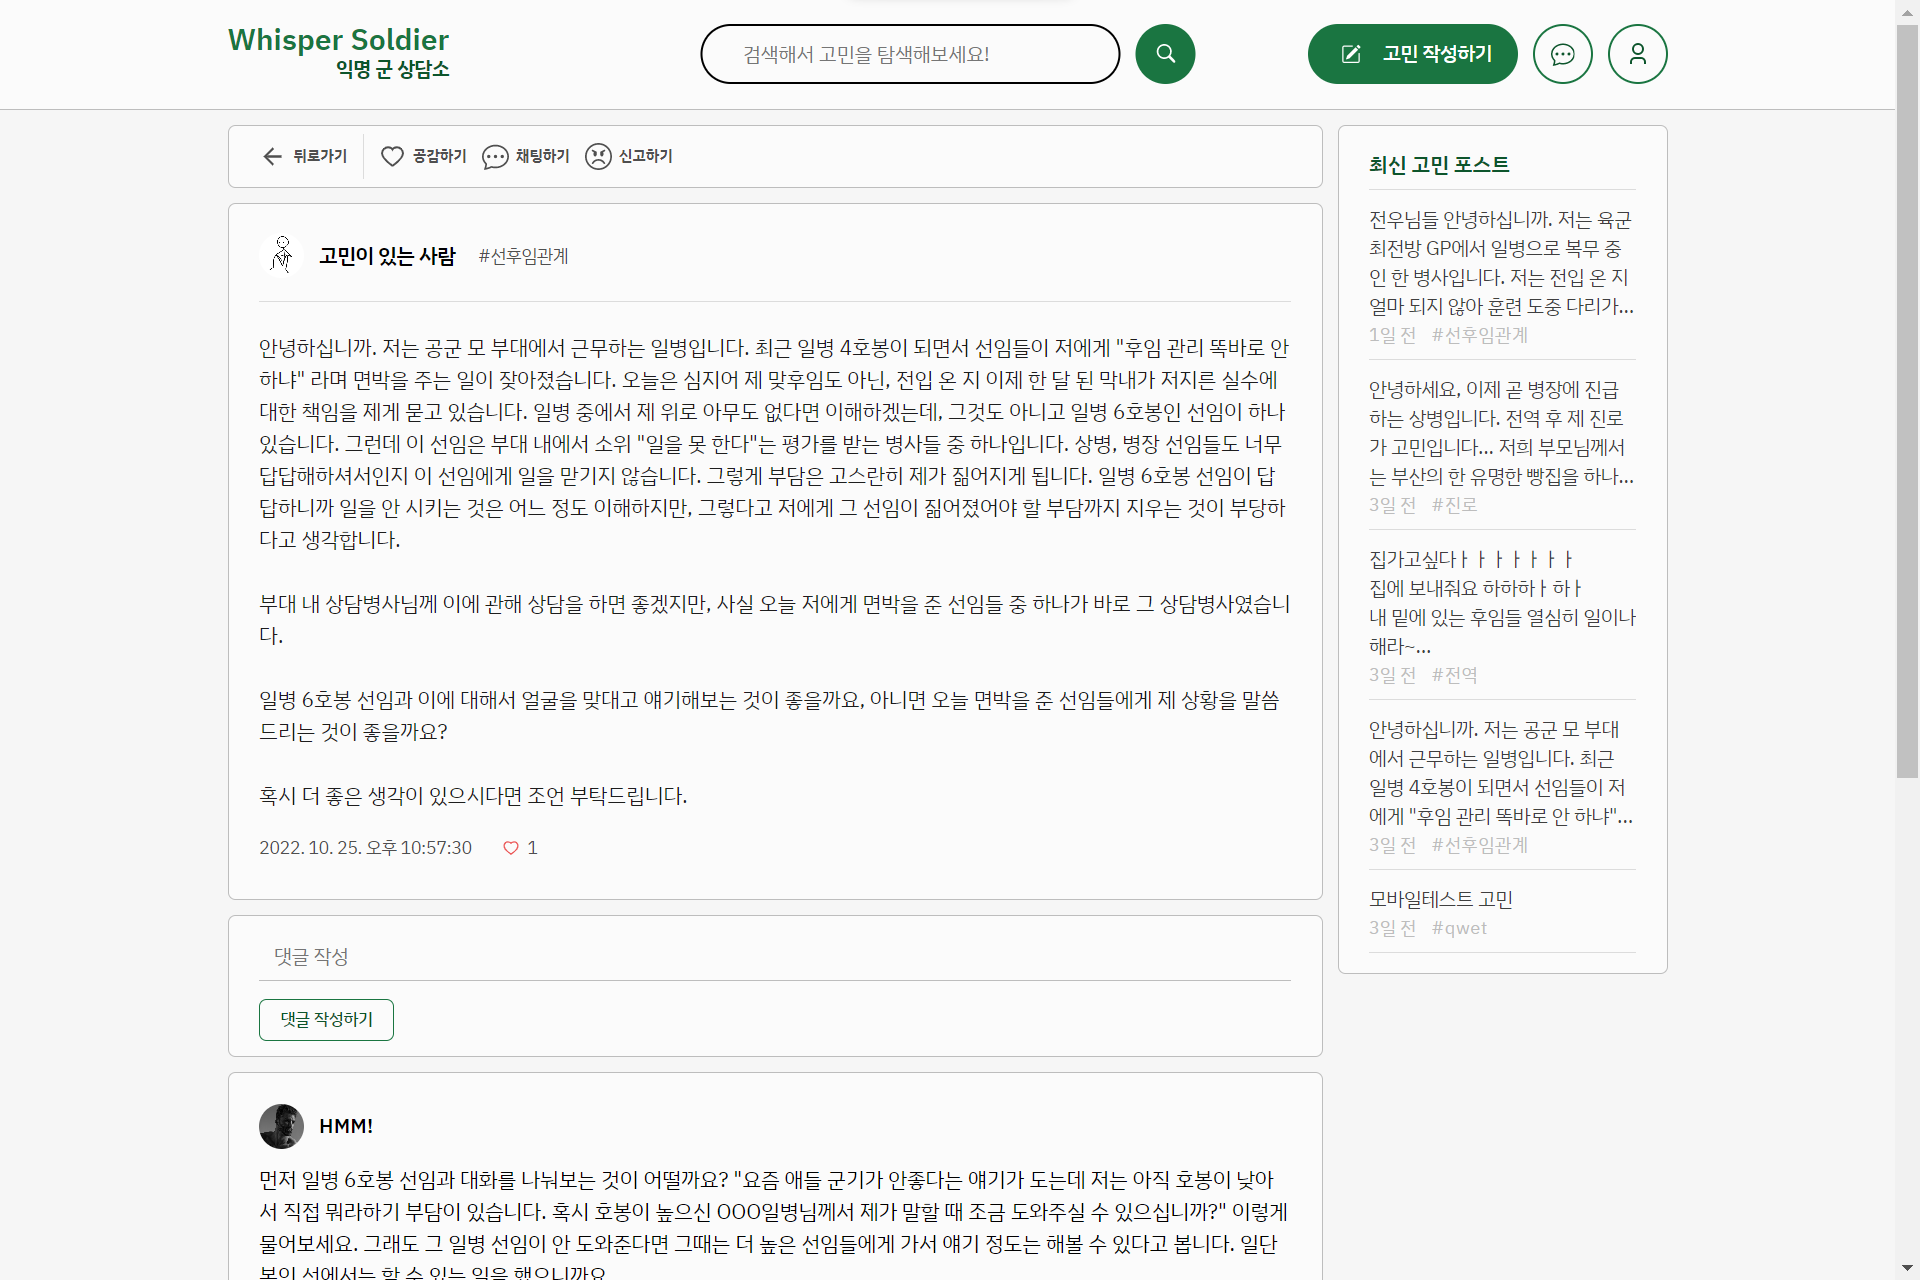 Whisper Soldier
익명 군 상담소
검색해서 고민을 탐색해보세요!
고민 작성하기
뒤로가기
공감하기
채팅하기
신고하기
고민이 있는 사람 #선후임관계
안녕하십니까. 저는 공군 모 부대에서 근무하는 일병입니다. 최근 일병 4호봉이 되면서 선임들이 저에게 "후임 관리 똑바로 안
하냐" 라며 면박을 주는 일이 잦아졌습니다. 오늘은 심지어 제 맞후임도 아닌, 전입 온 지 이제 한 달 된 막내가 저지른 실수에
대한 책임을 제게 묻고 있습니다. 일병 중에서 제 위로 아무도 없다면 이해하겠는데, 그것도 아니고 일병 6호봉인 선임이 하나
있습니다. 그런데 이 선임은 부대 내에서 소위 "일을 못 한다"는 평가를 받는 병사들 중 하나입니다. 상병, 병장 선임들도 너무
답답해하셔서인지 이 선임에게 일을 맏기지 않습니다. 그렇게 부담은 고스란히 제가 짊어지게 됩니다. 일병 6호봉 선임이 답
답하니까 일을 안 시키는 것은 어느 정도 이해하지만, 그렇다고 저에게 그 선임이 짊어졌어야 할 부담까지 지우는 것이 부당하
다고 생각합니다.
부대 내 상담병사님께 이에 관해 상담을 하면 좋겠지만, 사실 오늘 저에게 면박을 준 선임들 중 하나가 바로 그 상담병사였습니
다.
일병 6호봉 선임과 이에 대해서 얼굴을 맞대고 얘기해보는 것이 좋을까요, 아니면 오늘 면박을 준 선임들에게 제 상황을 말씀
드리는 것이 좋을까요?
혹시 더 좋은 생각이 있으시다면 조언 부탁드립니다.
2022. 10. 25. 오후 10:57:30 1
댓글 작성
댓글 작성하기
HMM!
먼저 일병 6호봉 선임과 대화를 나눠보는 것이 어떨까요? "요즘 애들 군기가 안좋다는 얘기가 도는데 저는 아직 호봉이 낮아
서 직접 뭐라하기 부담이 있습니다. 혹시 호봉이 높으신 OOO일병님께서 제가 말할 때 조금 도와주실 수 있으십니까?" 이렇게
물어보세요. 그래도 그 일병 선임이 안 도와준다면 그때는 더 높은 선임들에게 가서 얘기 정도는 해볼 수 있다고 봅니다. 일단
본인 선에서는 할 수 있는 일을 했으니까요
최신 고민 포스트
전우님들 안녕하십니까. 저는 육군
최전방 GP에서 일병으로 복무 중
인 한 병사입니다. 저는 전입 온 지
얼마 되지 않아 훈련 도중 다리가...
1일 전 #선후임관계
안녕하세요, 이제 곧 병장에 진급
하는 상병입니다. 전역 후 제 진로
가 고민입니다... 저희 부모님께서
는 부산의 한 유명한 빵집을 하나...
3일 전 #진로
집가고싶다ㅏㅏㅏㅏㅏㅏ
집에 보내줘요 하하하ㅏ하ㅏ
내 밑에 있는 후임들 열심히 일이나
해라~...
3일 전 #전역
안녕하십니까. 저는 공군 모 부대
에서 근무하는 일병입니다. 최근
일병 4호봉이 되면서 선임들이 저
에게 "후임 관리 똑바로 안 하냐"...
3일 전 #선후임관계
모바일테스트 고민
3일 전 #qwet